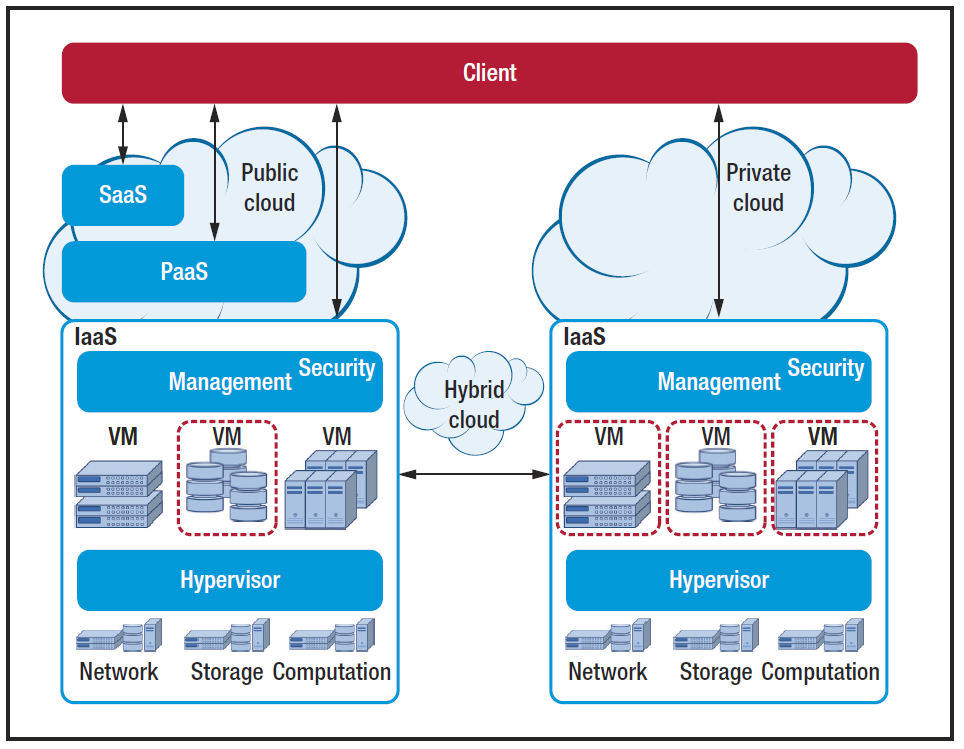 Client
Public
cloud
Private
cloud
SaaS
PaaS
IaaS
Management
Security
VM
VM
VM
Hypervisor
Network
Storage
Computation
Hybrid
cloud
IaaS
Management
Security
VM
VM
VM
Hypervisor
Network
Storage
Computation